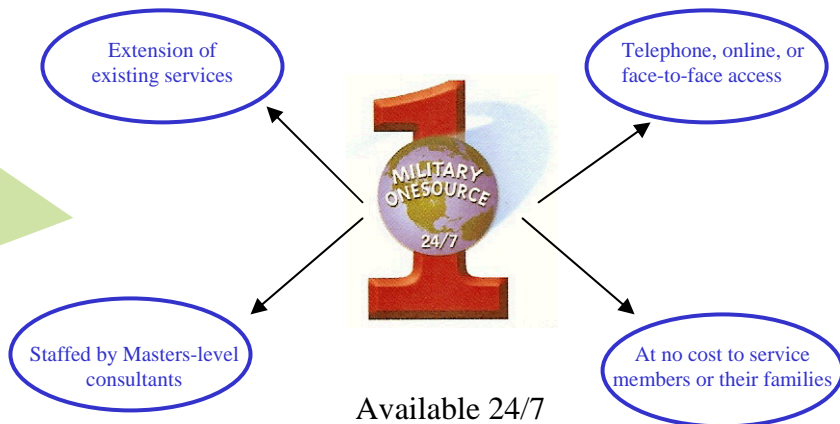 Extension of
existing services
Telephone, online, or
face-to-face access
MILITARY
ONESOURCE
24/7
Staffed by Masters-level
consultants
At no cost to service
members or their families
Available 24/7